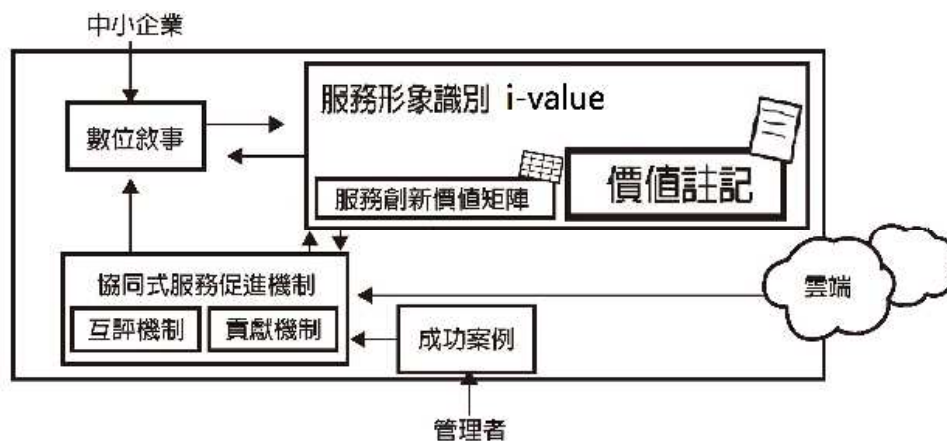 中小企業
數位敘事
服務形象識別 i-value
服務創新價值矩陣
價值註記
協同式服務促進機制
互評機制
貢獻機制
成功案例
雲端
管理者